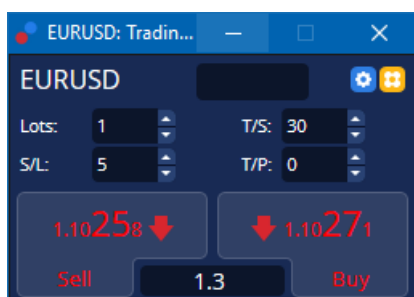 EURUSD: Tradin...
EURUSD
Lots: 1 T/S: 30
S/L: 5 T/P: 0
1.10258 1.10271
Sell 1.3 Buy